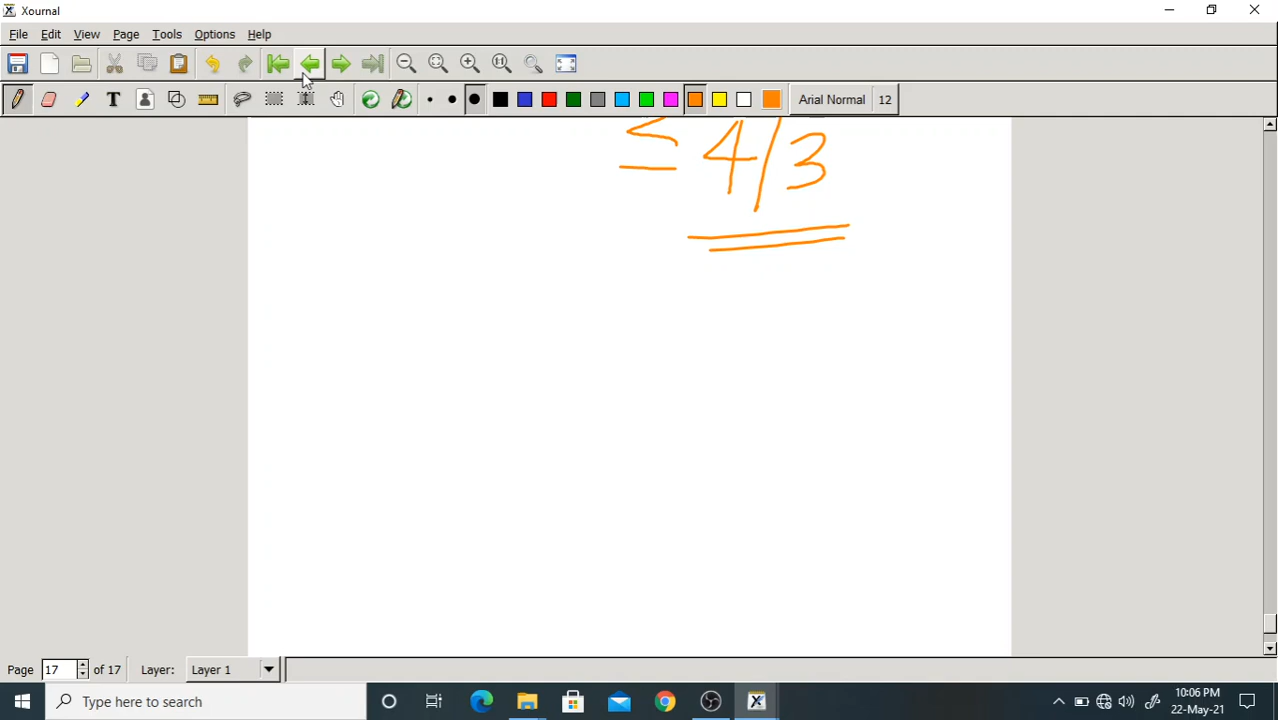 Xournal
File Edit View Page Tools Options Help
T Arial Normal 12
≤ 4/3
Page 17 of 17 Layer: Layer 1
Type here to search
10:06 PM
22-May-21